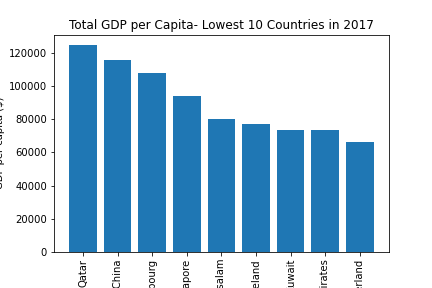 Total GDP per Capita- Lowest 10 Countries in 2017
GDP per capita ($)
120000
100000
80000
60000
40000
20000
0
Qatar
China
bourg
apore
salam
eland
uwait
irates
erland